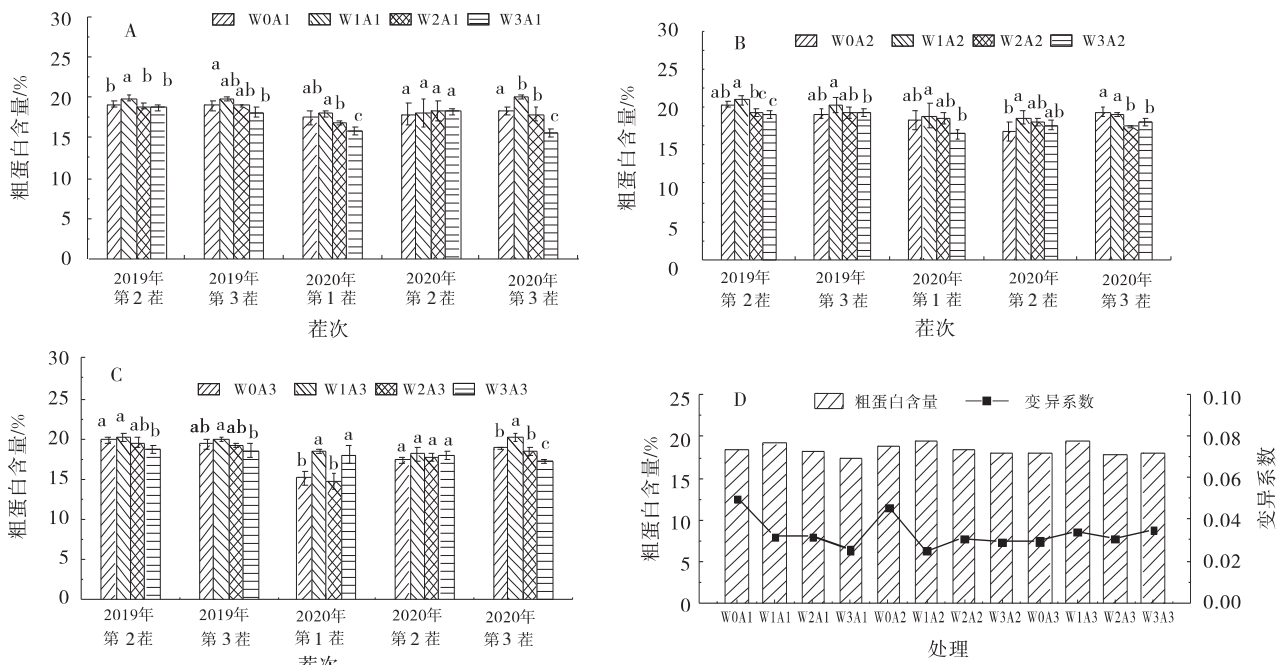 A
W0A1 W1A1 W2A1 W3A1
粗蛋白含量/%
30
25
20
15
10
5
0
b a b b
a ab ab b
ab a b c
a a a a
b a b c
2019年 2019年 2020年 2020年 2020年
第2茬 第3茬 第1茬 第2茬 第3茬
茬次
B
W0A2 W1A2 W2A2 W3A2
粗蛋白含量/%
30
25
20
15
10
5
0
ab a bc c
ab a ab b
ab a ab b
b a ab ab
a a b b
2019年 2019年 2020年 2020年 2020年
第2茬 第3茬 第1茬 第2茬 第3茬
茬次
C
W0A3 W1A3 W2A3 W3A3
粗蛋白含量/%
30
25
20
15
10
5
0
a a ab b
ab a ab b
b a b a
a a a a
b a b c
2019年 2019年 2020年 2020年 2020年
第2茬 第3茬 第1茬 第2茬 第3茬
茬次
D
粗蛋白含量 变异系数
粗蛋白含量/%
25
20
15
10
5
0
变异系数
0.10
0.08
0.06
0.04
0.02
0.00
W0A1 W1A1 W2A1 W3A1 W0A2 W1A2 W2A2 W3A2 W0A3 W1A3 W2A3 W3A3
处理